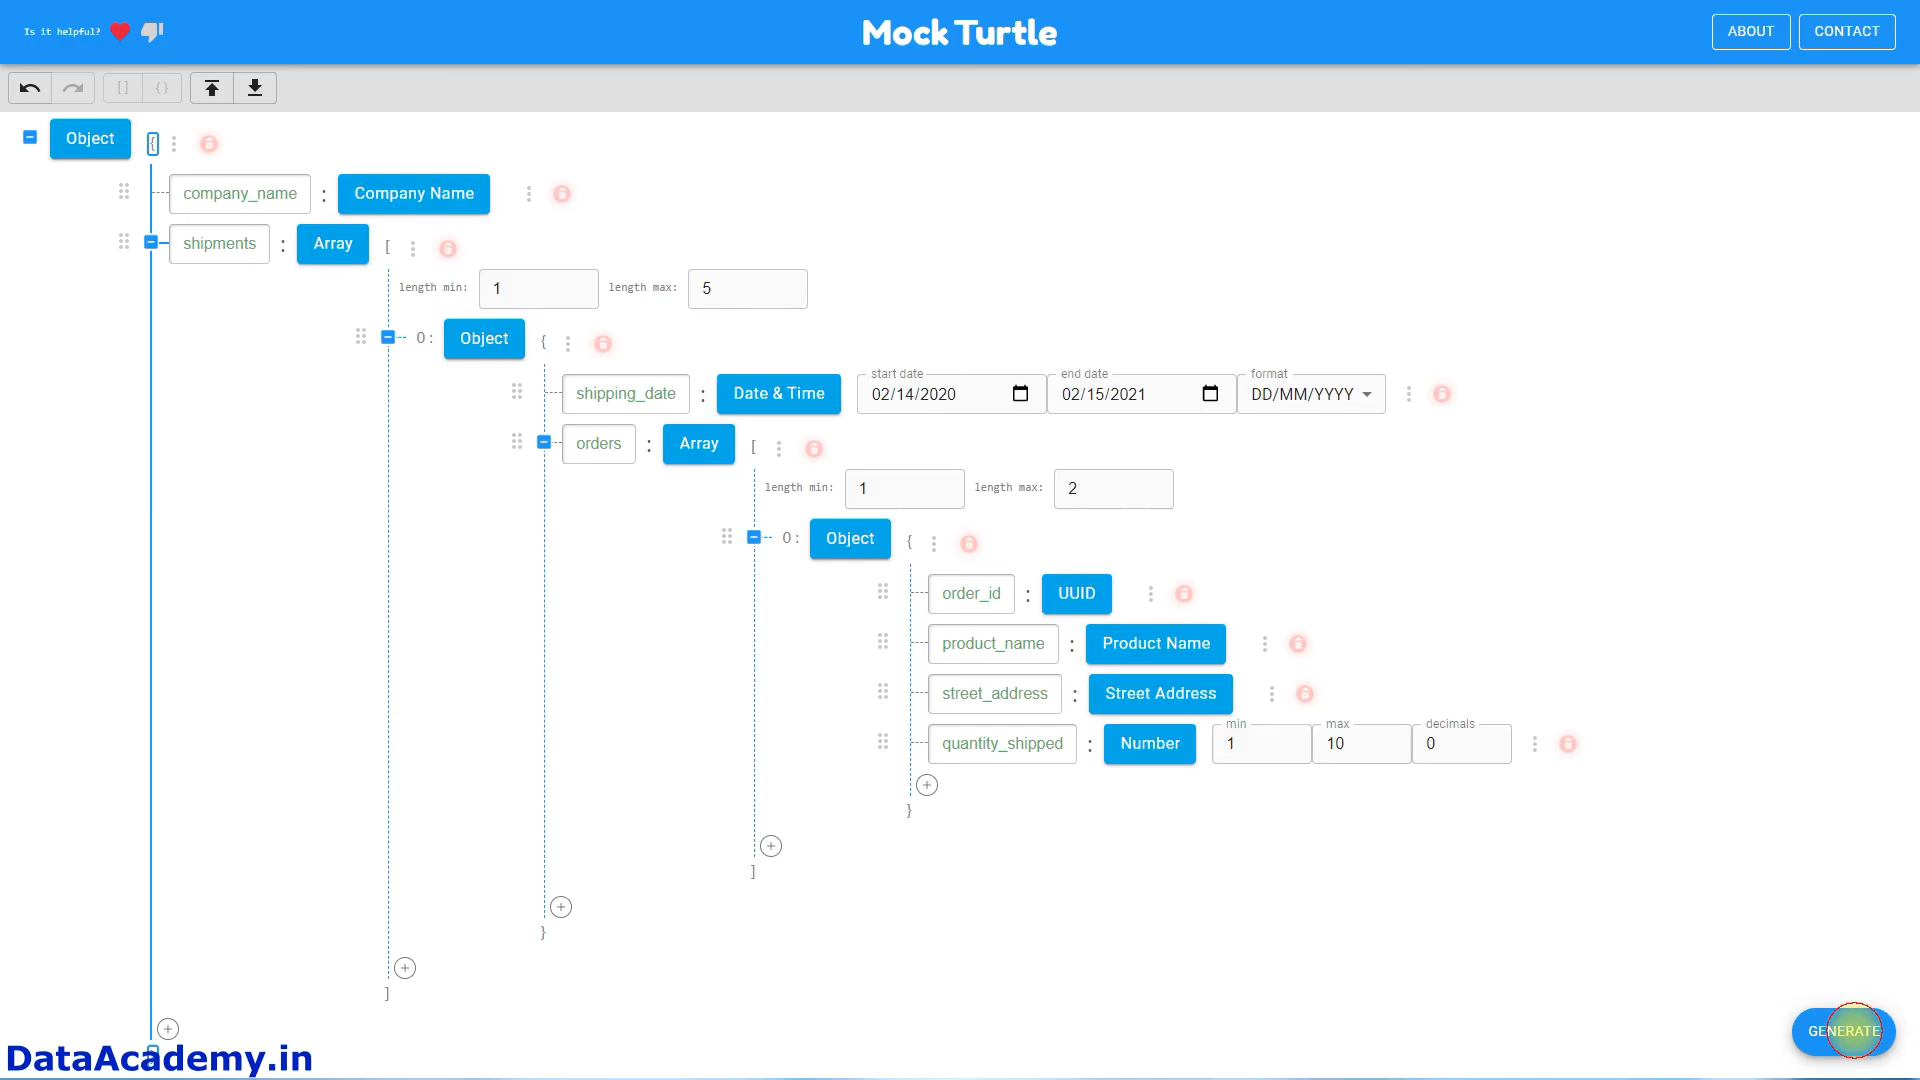 Is it helpful?
Mock Turtle
ABOUT CONTACT
[ ] { }
Object {
company_name : Company Name
shipments : Array [
length min: 1 length max: 5
0 : Object {
start date end date format
shipping_date : Date & Time 02/14/2020 02/15/2021 DD/MM/YYYY
orders : Array [
length min: 1 length max: 2
0 : Object {
order_id : UUID
product_name : Product Name
street_address : Street Address
min max decimals
quantity_shipped : Number 1 10 0
}
]
}
]
GENERATE
DataAcademy.in